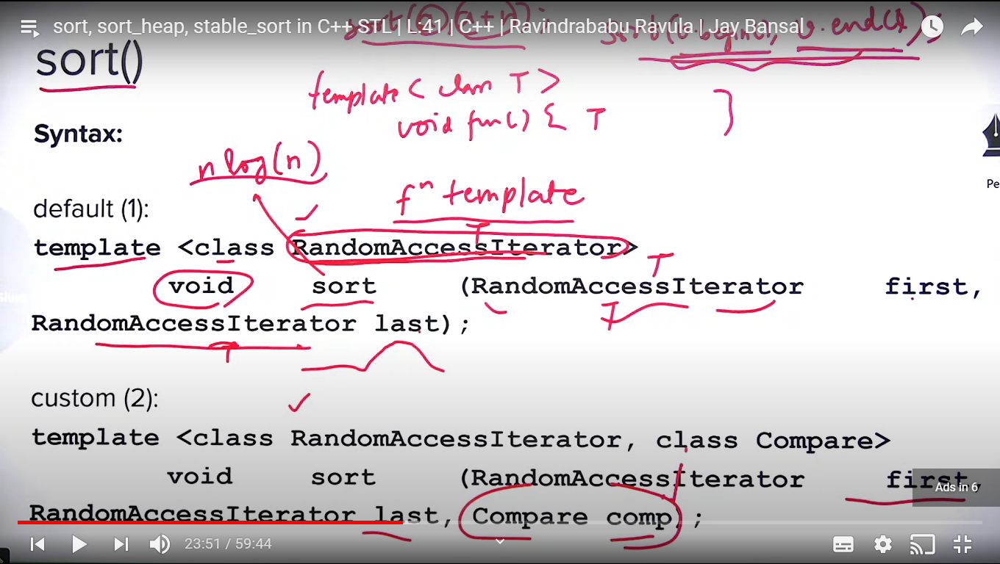 sort, sort_heap, stable_sort in C++ STL | L:41 | C++ | Ravindrababu Ravula | Jay Bansal
sort(a, a+n);
sort(v.begin(), v.end());
sort()
template < class T >
void fun() { T }
Syntax:
n log(n)
Pe
fⁿ template
default (1):
T
template <class RandomAccessIterator>
T
void sort (RandomAccessIterator first,
RandomAccessIterator last);
T
custom (2):
template <class RandomAccessIterator, class Compare>
void sort (RandomAccessIterator first,
Ads in 6
RandomAccessIterator last, Compare comp);
23:51 / 59:44